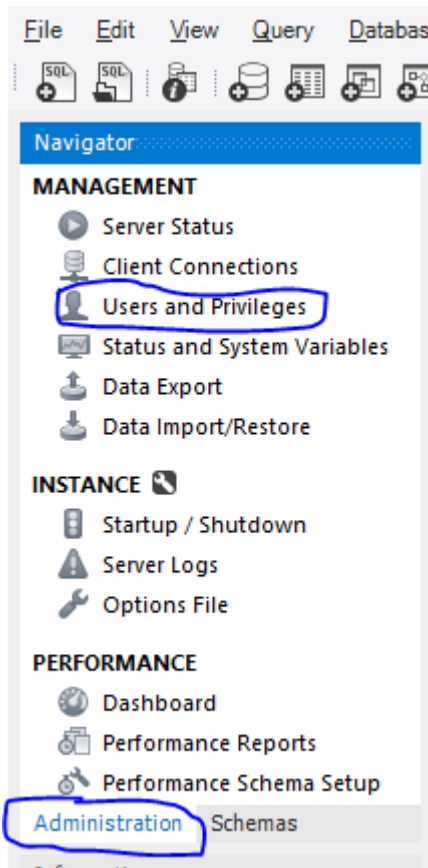 File Edit View Query Databas
SQL SQL
Navigator
MANAGEMENT
Server Status
Client Connections
Users and Privileges
Status and System Variables
Data Export
Data Import/Restore
INSTANCE
Startup / Shutdown
Server Logs
Options File
PERFORMANCE
Dashboard
Performance Reports
Performance Schema Setup
Administration Schemas